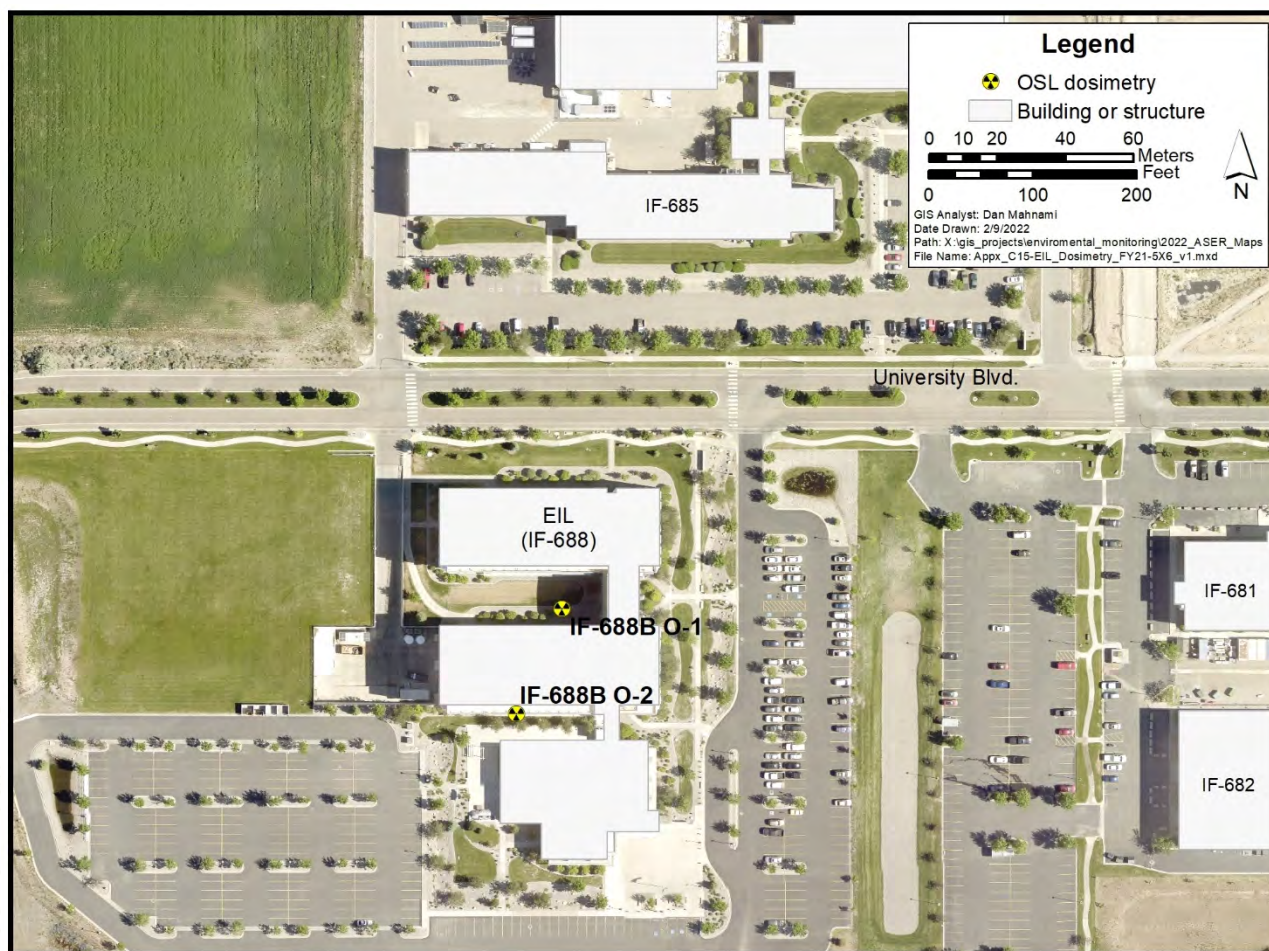 Legend
OSL dosimetry
Building or structure
0 10 20 40 60
Meters
Feet
0 100 200
N
GIS Analyst: Dan Mahnami
Date Drawn: 2/9/2022
Path: X:\gis_projects\enviromental_monitoring\2022_ASER_Maps
File Name: Appx_C15-EIL_Dosimetry_FY21-5X6_v1.mxd
IF-685
University Blvd.
EIL
(IF-688)
IF-681
IF-688B O-1
IF-688B O-2
IF-682